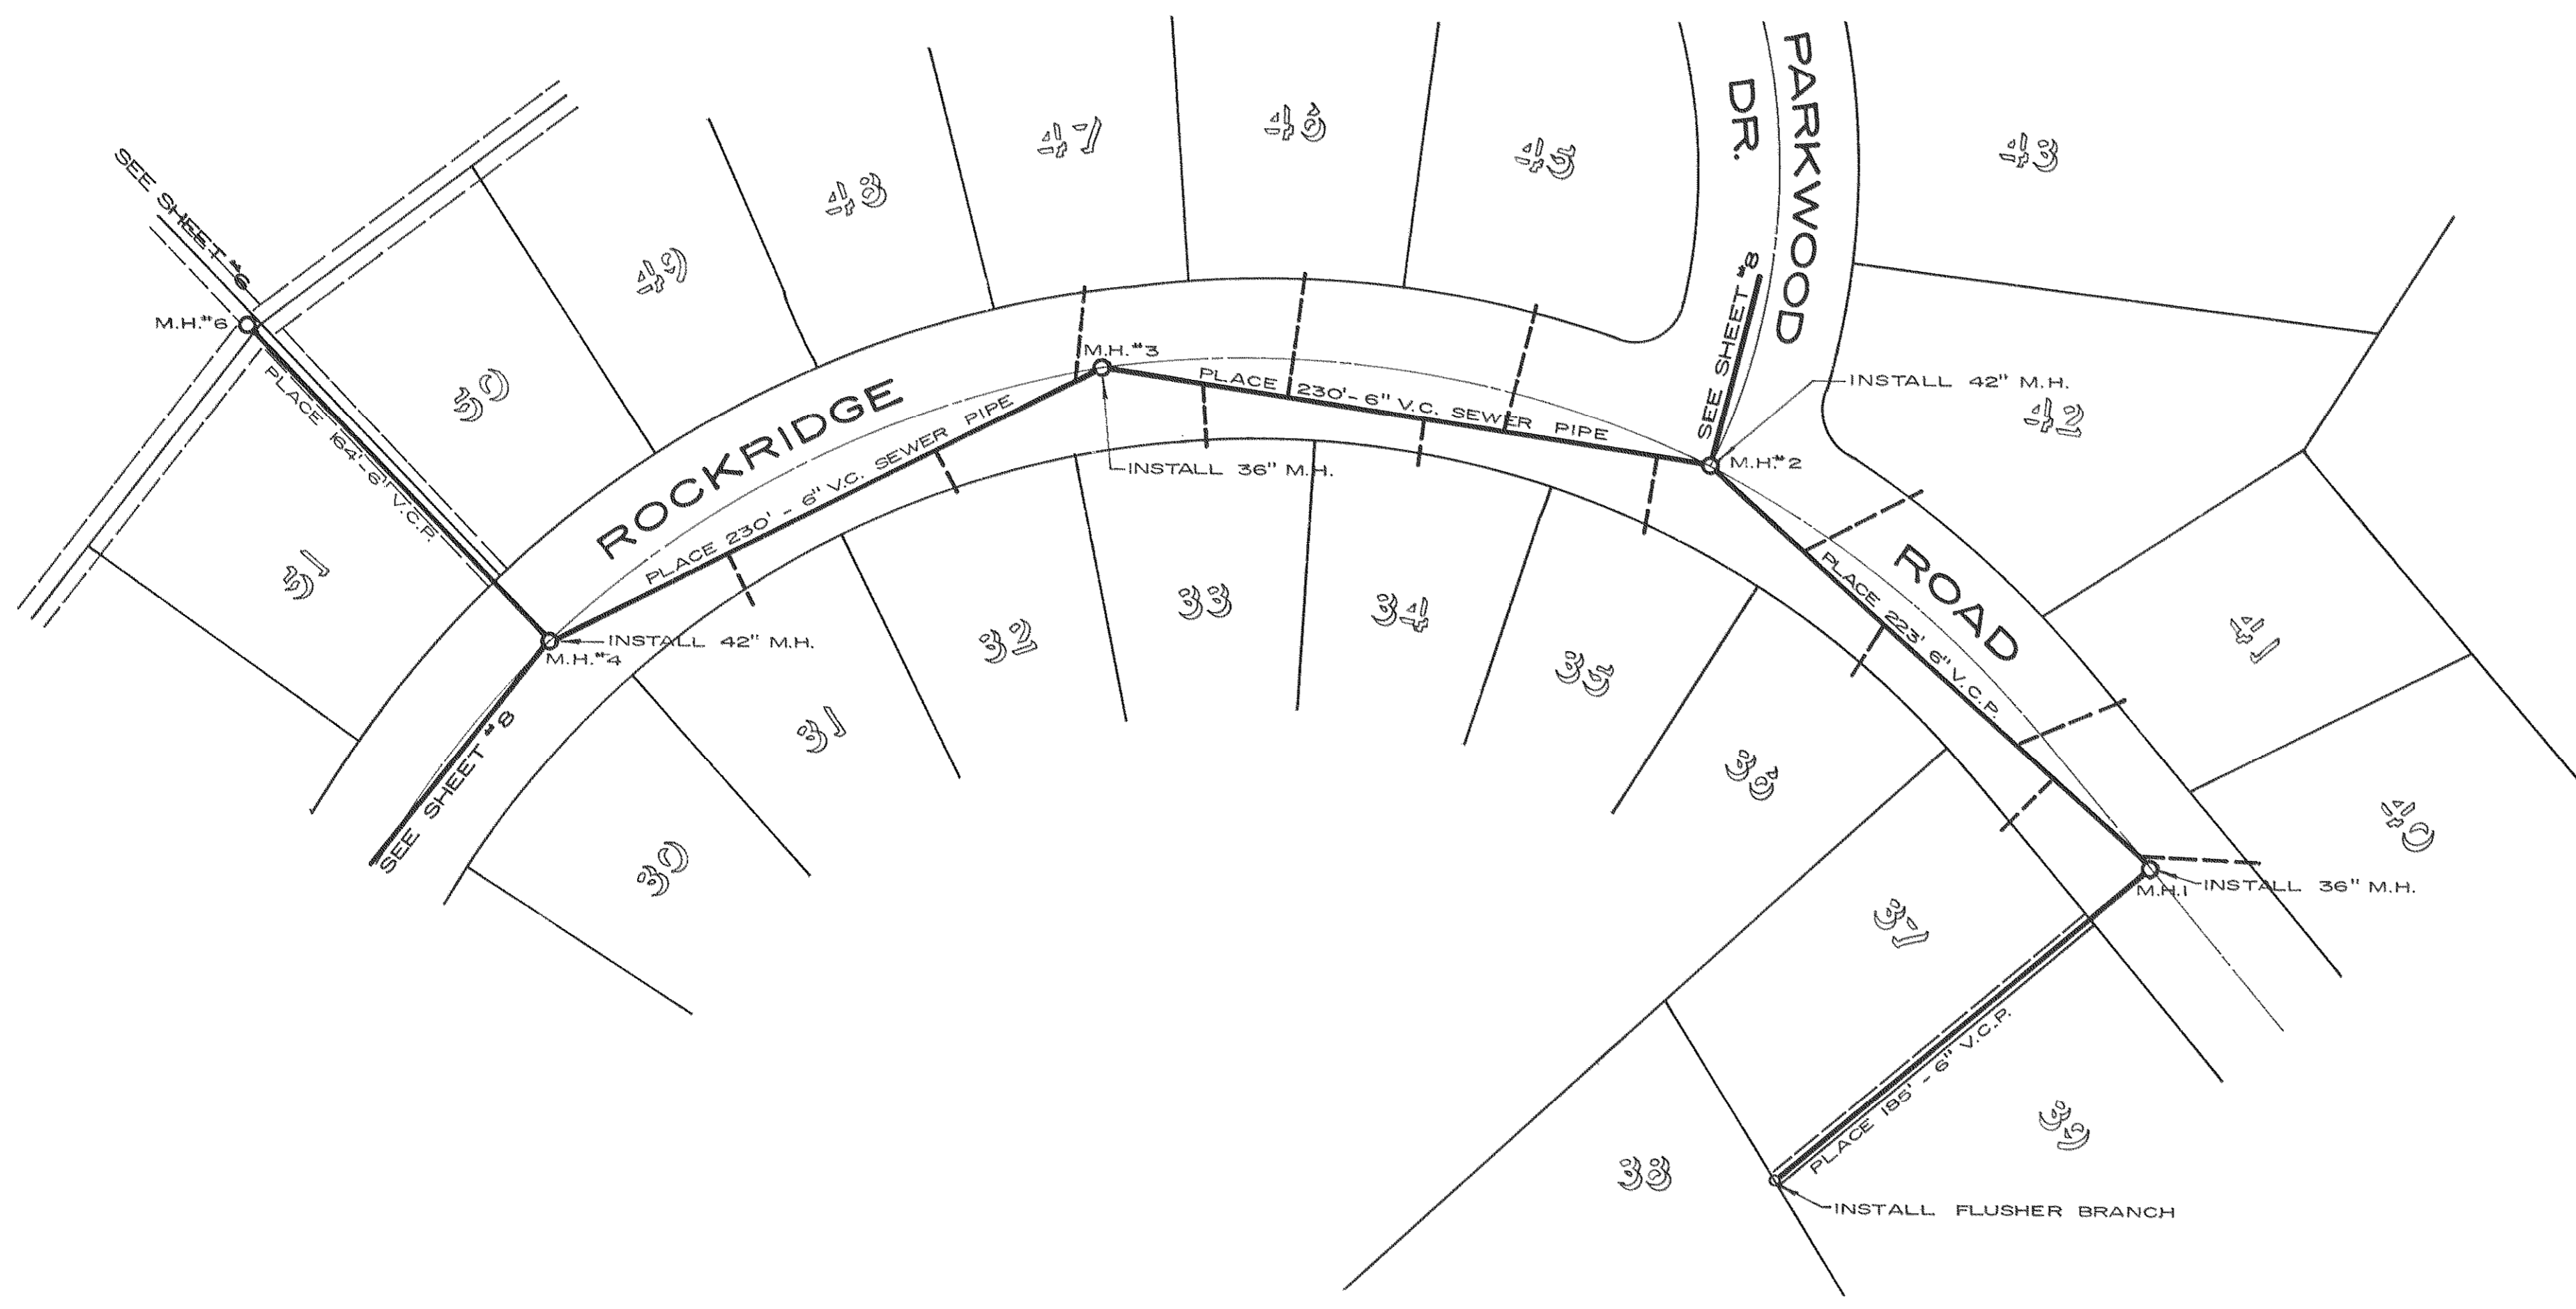 PARKWOOD
DR.
47
46
45
43
48
49
SEE SHEET #6
M.H.#6
50
PLACE 164'-6" V.C.P.
51
ROCKRIDGE
M.H.#3
PLACE 230'-6" V.C. SEWER PIPE
INSTALL 36" M.H.
PLACE 230' - 6" V.C. SEWER PIPE
SEE SHEET #8
INSTALL 42" M.H.
42
M.H.#2
ROAD
PLACE 223' 6" V.C.P.
41
40
INSTALL 42" M.H.
M.H.#4
SEE SHEET #8
30
31
32
33
34
35
36
37
M.H.1
INSTALL 36" M.H.
PLACE 185' - 6" V.C.P.
39
38
INSTALL FLUSHER BRANCH